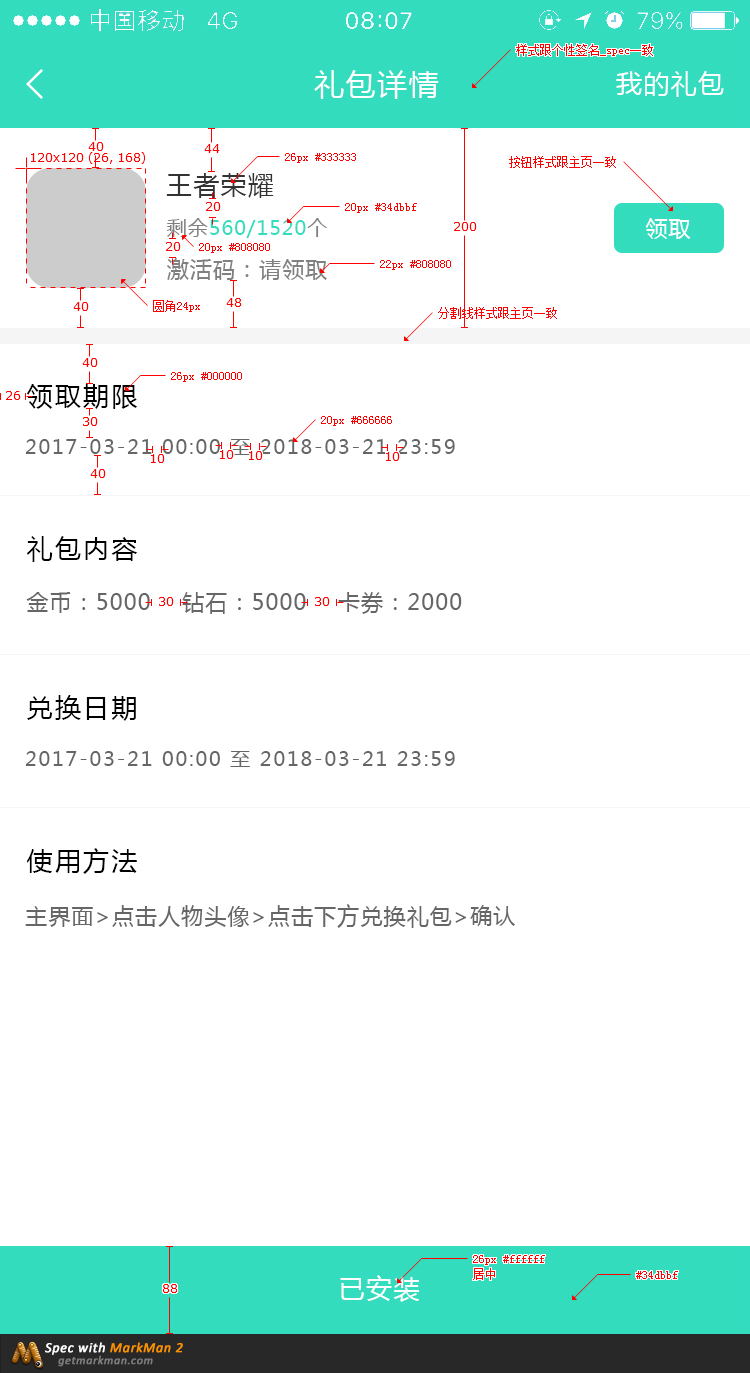 中国移动 4G 08:07 79%
样式跟个性签名_spec一致
礼包详情 我的礼包
40 44
120x120 (26, 168) 26px #333333 按钮样式跟主页一致
王者荣耀
20 20px #34dbbf
剩余560/1520个 200 领取
20 20px #808080
激活码：请领取 22px #808080
40 圆角24px 48
分割线样式跟主页一致
40
26px #000000
26 领取期限
30 20px #666666
2017-03-21 00:00 至 2018-03-21 23:59
10 10 10 10
40
礼包内容
金币：5000 30 钻石：5000 30 卡券：2000
兑换日期
2017-03-21 00:00 至 2018-03-21 23:59
使用方法
主界面>点击人物头像>点击下方兑换礼包>确认
26px #ffffff
居中
#34dbbf
88 已安装
Spec with MarkMan 2
getmarkman.com